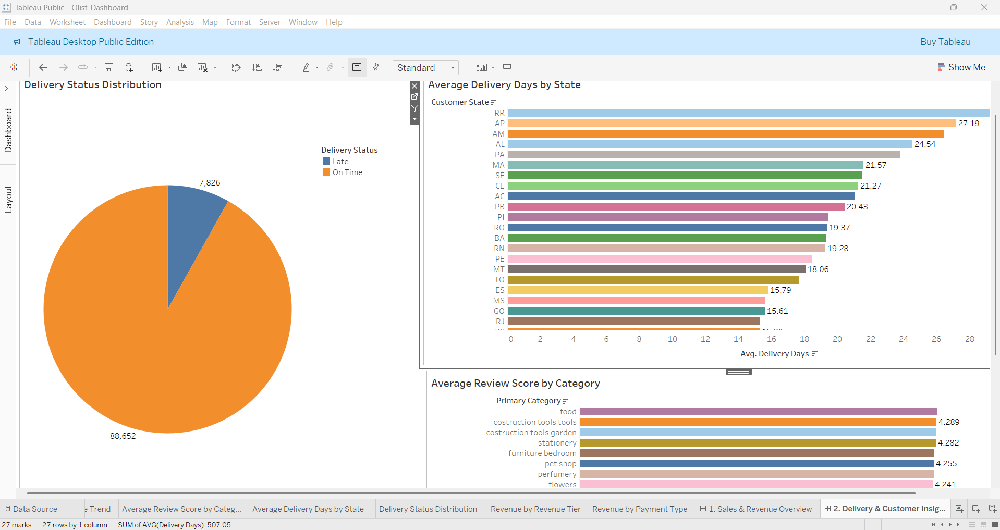 Tableau Public - Olist_Dashboard
File Data Worksheet Dashboard Story Analysis Map Format Server Window Help
Tableau Desktop Public Edition
Buy Tableau
Standard
Show Me
Dashboard
Layout
Delivery Status Distribution
Delivery Status
Late
On Time
7,826
88,652
Average Delivery Days by State
Customer State
RR
AP 27.19
AM
AL 24.54
PA
MA 21.57
SE
CE 21.27
AC
PB 20.43
PI
RO 19.37
BA
RN 19.28
PE
MT 18.06
TO
ES 15.79
MS
GO 15.61
RJ
0 2 4 6 8 10 12 14 16 18 20 22 24 26 28
Avg. Delivery Days
Average Review Score by Category
Primary Category
food
costruction tools tools 4.289
costruction tools garden
stationery 4.282
furniture bedroom
pet shop 4.255
perfumery
flowers 4.241
Data Source e Trend Average Review Score by Categ... Average Delivery Days by State Delivery Status Distribution Revenue by Revenue Tier Revenue by Payment Type 1. Sales & Revenue Overview 2. Delivery & Customer Insig...
27 marks 27 rows by 1 column SUM of AVG(Delivery Days): 507.05